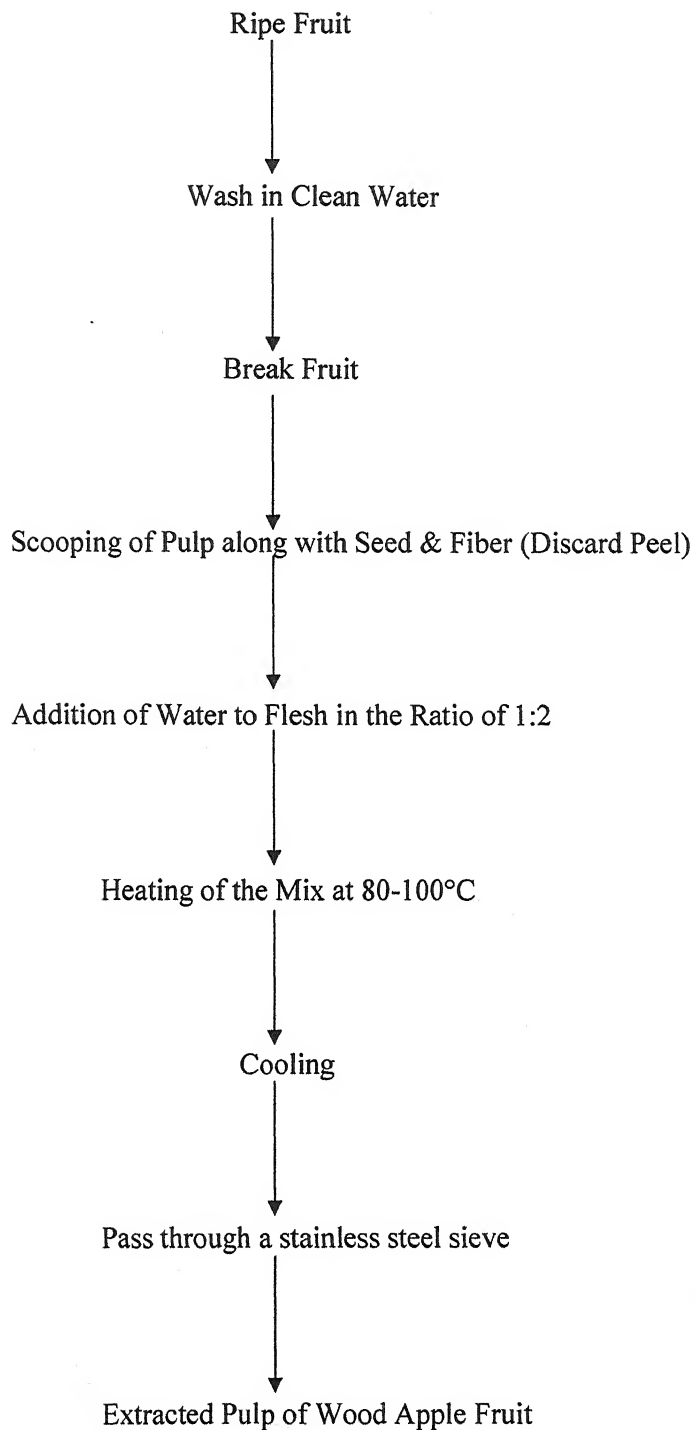 Ripe Fruit
Wash in Clean Water
Break Fruit
Scooping of Pulp along with Seed & Fiber (Discard Peel)
Addition of Water to Flesh in the Ratio of 1:2
Heating of the Mix at 80-100°C
Cooling
Pass through a stainless steel sieve
Extracted Pulp of Wood Apple Fruit